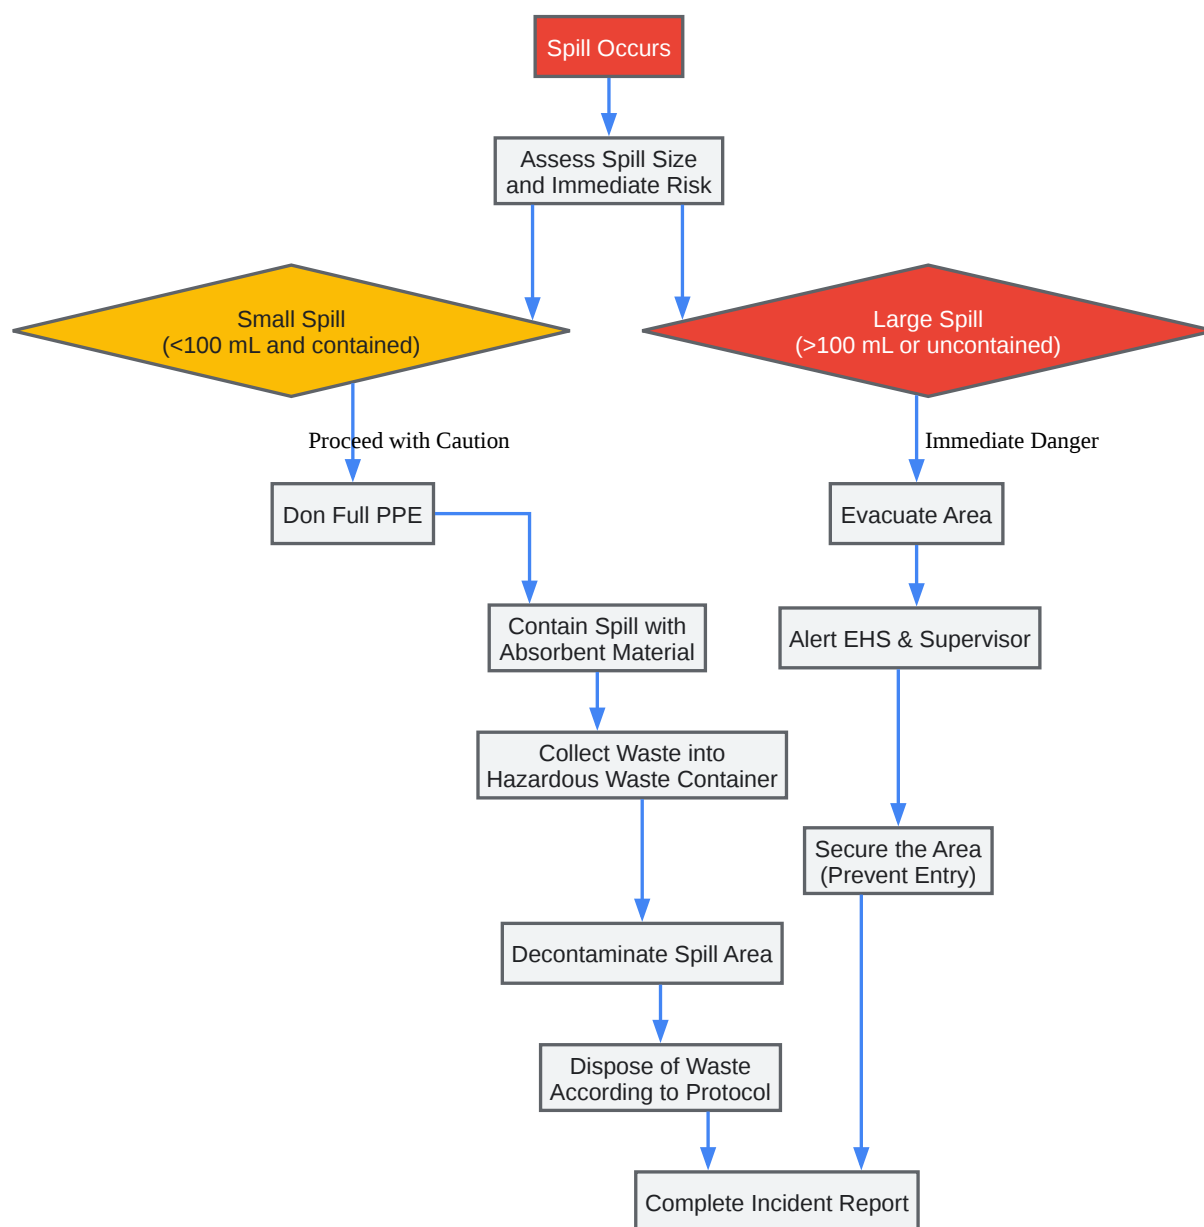 Spill Occurs
Assess Spill Size
and Immediate Risk
Small Spill
(<100 mL and contained)
Large Spill
(>100 mL or uncontained)
Proceed with Caution
Immediate Danger
Don Full PPE
Evacuate Area
Contain Spill with
Absorbent Material
Alert EHS & Supervisor
Collect Waste into
Hazardous Waste Container
Secure the Area
(Prevent Entry)
Decontaminate Spill Area
Dispose of Waste
According to Protocol
Complete Incident Report